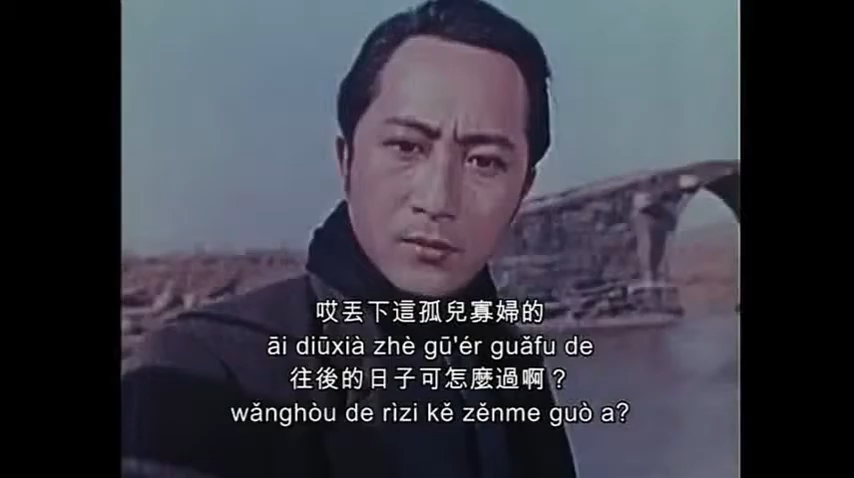 哎丟下這孤兒寡婦的
āi diūxià zhè gū'ér guǎfu de
往後的日子可怎麼過啊？
wǎnghòu de rìzi kě zěnme guò a?